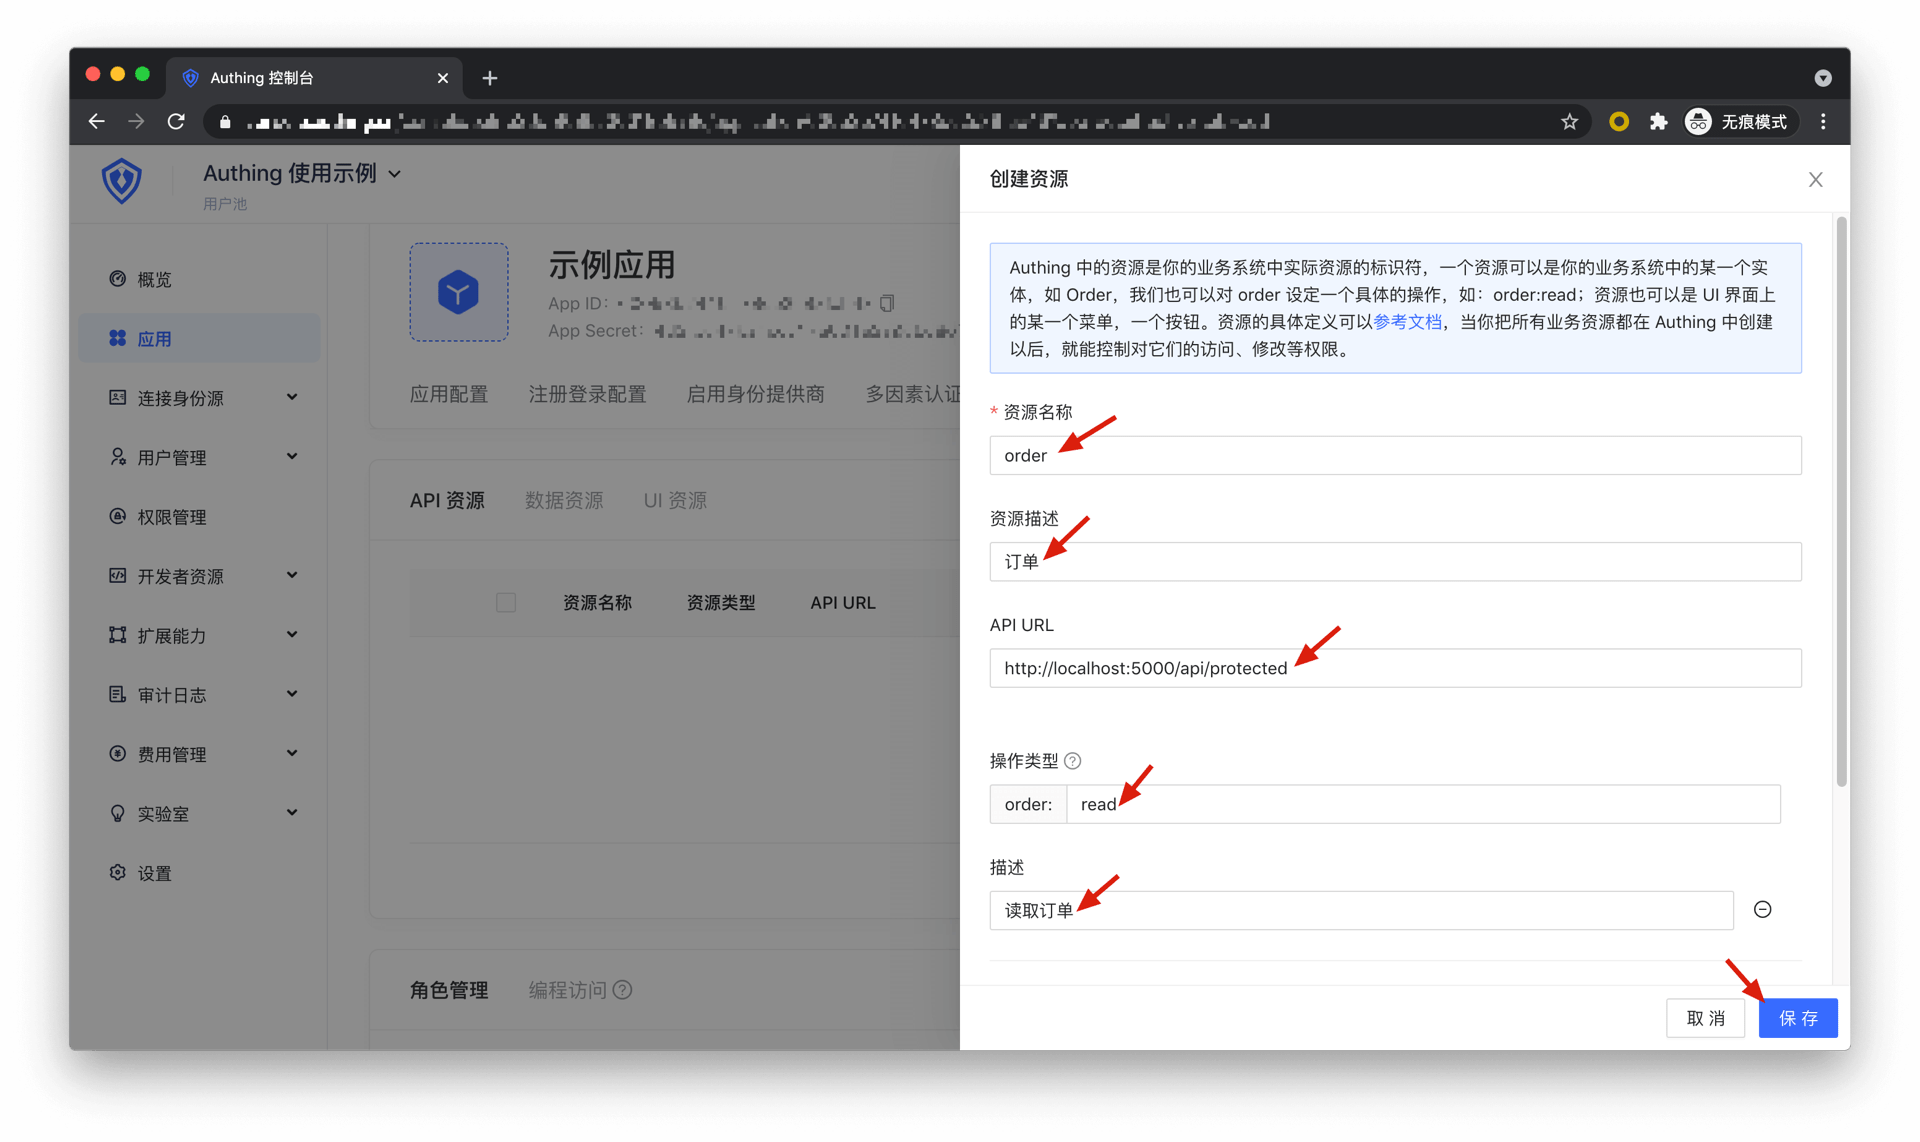 Authing 控制台
无痕模式
Authing 使用示例
用户池
概览
应用
连接身份源
用户管理
权限管理
开发者资源
扩展能力
审计日志
费用管理
实验室
设置
示例应用
App ID:
App Secret:
应用配置 注册登录配置 启用身份提供商 多因素认证
API 资源 数据资源 UI 资源
资源名称 资源类型 API URL
角色管理 编程访问
创建资源
Authing 中的资源是你的业务系统中实际资源的标识符，一个资源可以是你的业务系统中的某一个实
体，如 Order，我们也可以对 order 设定一个具体的操作，如：order:read；资源也可以是 UI 界面上
的某一个菜单，一个按钮。资源的具体定义可以参考文档，当你把所有业务资源都在 Authing 中创建
以后，就能控制对它们的访问、修改等权限。
* 资源名称
order
资源描述
订单
API URL
http://localhost:5000/api/protected
操作类型
order: read
描述
读取订单
取 消 保 存